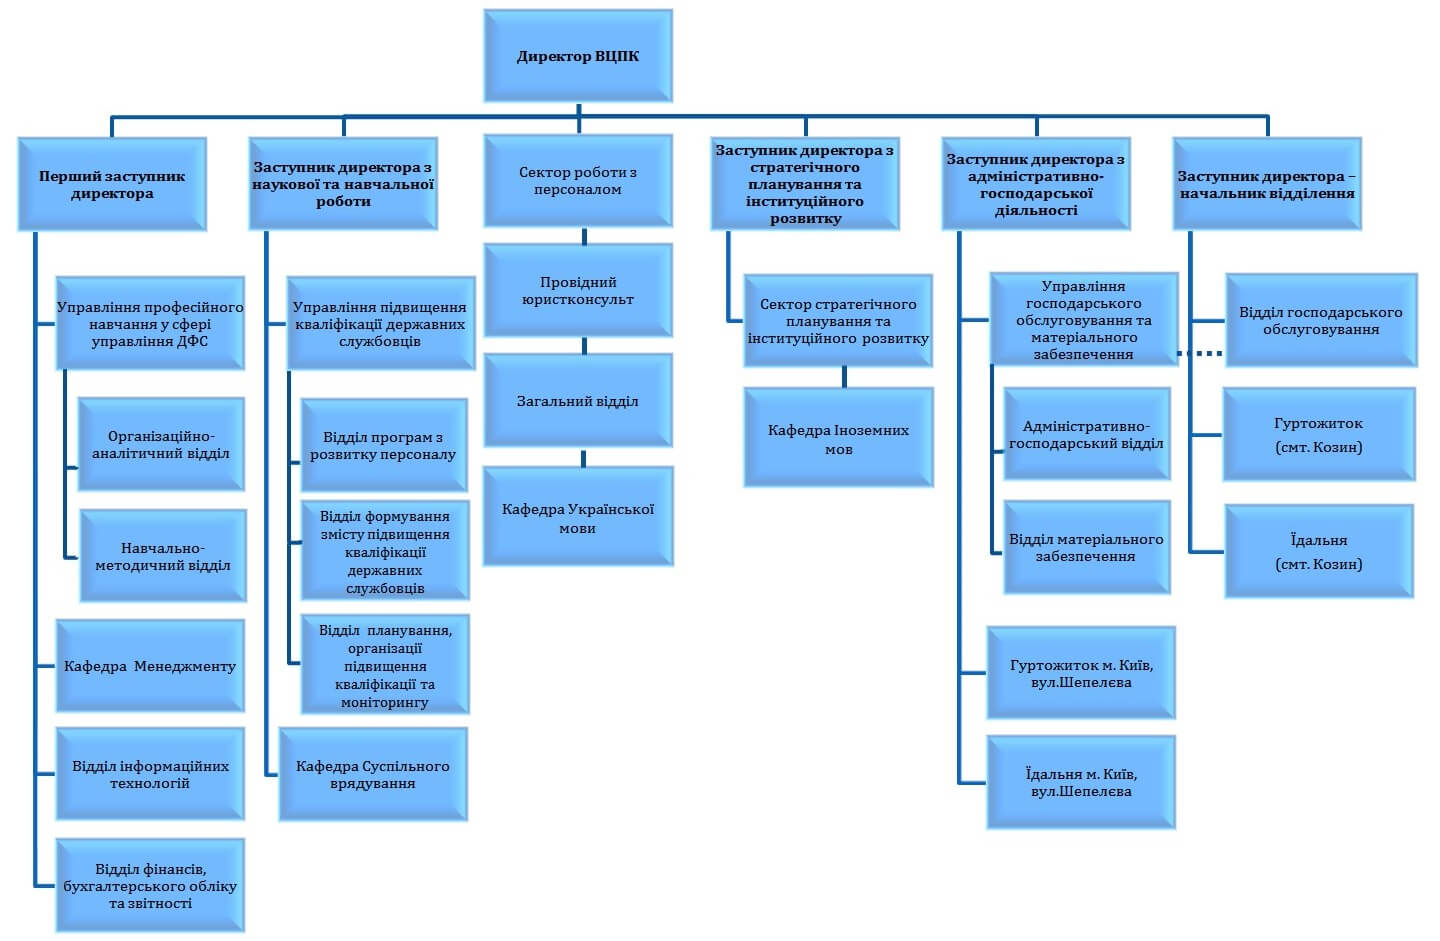 Директор ВЦПК
Перший заступник
директора
Заступник директора з
наукової та навчальної
роботи
Сектор роботи з
персоналом
Заступник директора з
стратегічного
планування та
інституційного
розвитку
Заступник директора з
адміністративно-
господарської
діяльності
Заступник директора –
начальник відділення
Управління професійного
навчання у сфері
управління ДФС
Організаційно-
аналітичний відділ
Навчально-
методичний відділ
Кафедра Менеджменту
Відділ інформаційних
технологій
Відділ фінансів,
бухгалтерського обліку
та звітності
Управління підвищення
кваліфікації державних
службовців
Відділ програм з
розвитку персоналу
Відділ формування
змісту підвищення
кваліфікації
державних
службовців
Відділ планування,
організації
підвищення
кваліфікації та
моніторингу
Кафедра Суспільного
врядування
Провідний
юристконсульт
Загальний відділ
Кафедра Української
мови
Сектор стратегічного
планування та
інституційного розвитку
Кафедра Іноземних
мов
Управління
господарського
обслуговування та
матеріального
забезпечення
Адміністративно-
господарський відділ
Відділ матеріального
забезпечення
Гуртожиток м. Київ,
вул.Шепелєва
Їдальня м. Київ,
вул.Шепелєва
Відділ господарського
обслуговування
Гуртожиток
(смт. Козин)
Їдальня
(смт. Козин)